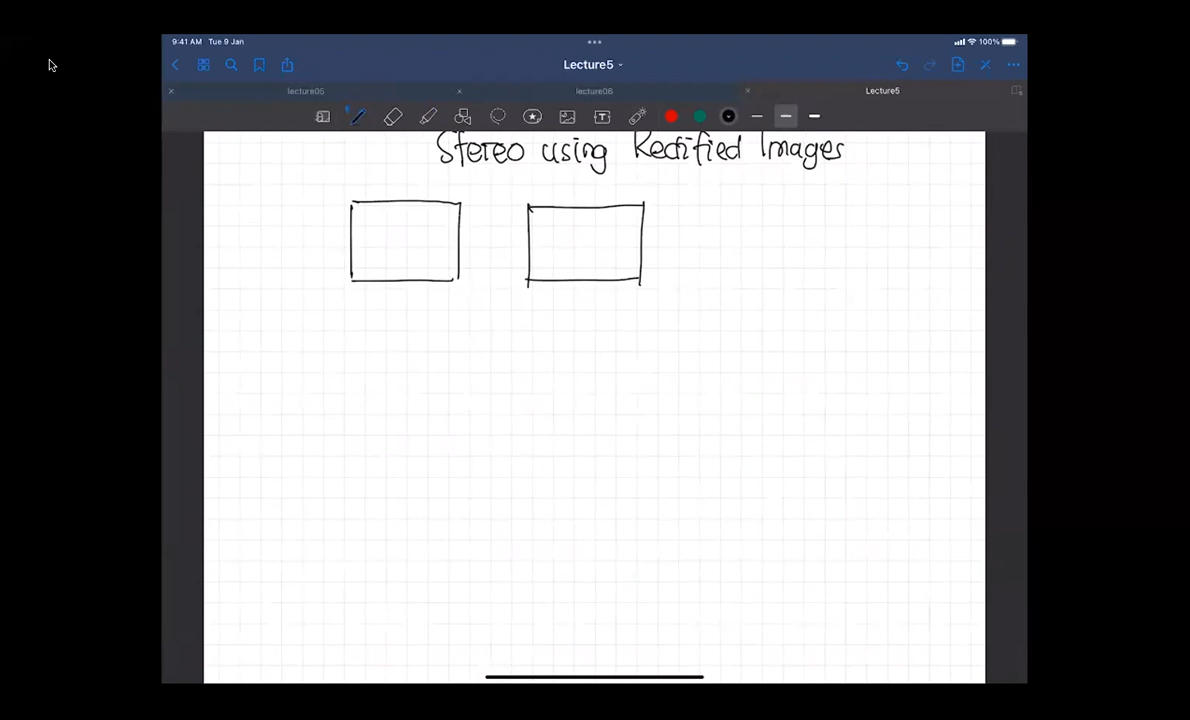 9:41 AM Tue 9 Jan
100%
Lecture5
lecture05
lecture06
Lecture5
Stereo using Rectified Images